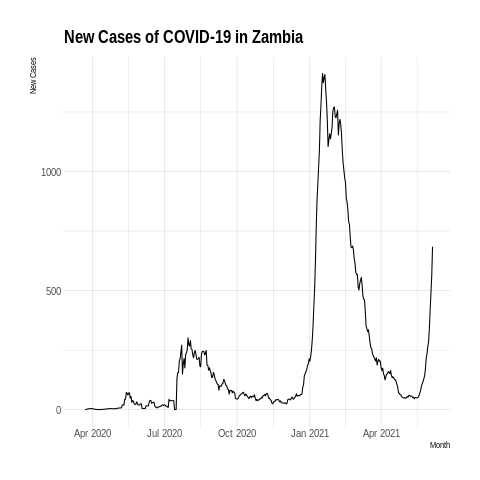 New Cases of COVID-19 in Zambia
New Cases
1000
500
0
Apr 2020 Jul 2020 Oct 2020 Jan 2021 Apr 2021
Month